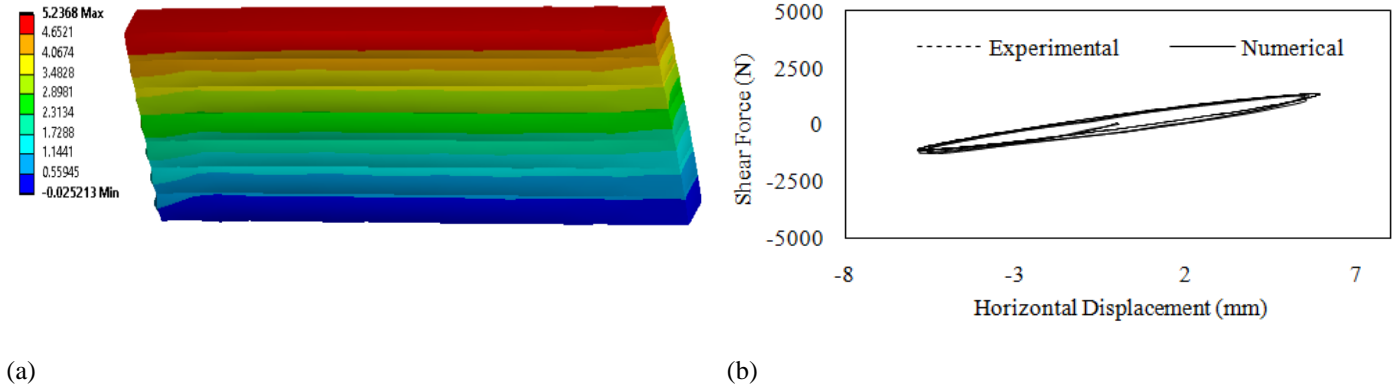 5.2368 Max
4.6521
4.0674
3.4828
2.8981
2.3134
1.7288
1.1441
0.55945
-0.025213 Min
(a)
5000
2500
0
-2500
-5000
Shear Force (N)
Experimental
Numerical
-8
-3
2
7
Horizontal Displacement (mm)
(b)